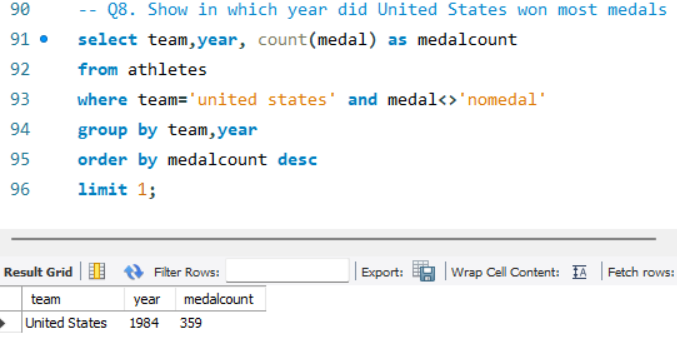 90 -- Q8. Show in which year did United States won most medals
91 select team,year, count(medal) as medalcount
92 from athletes
93 where team='united states' and medal<>'nomedal'
94 group by team,year
95 order by medalcount desc
96 limit 1;
Result Grid Filter Rows: Export: Wrap Cell Content: Fetch rows:
team year medalcount
United States 1984 359